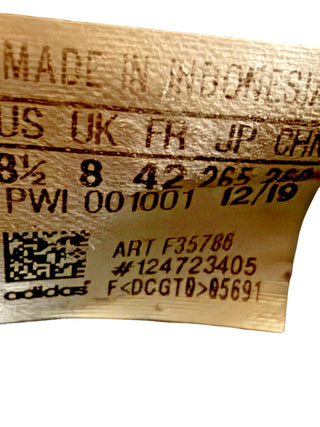 MADE IN INDONESIA
US UK FR JP CHN
8½ 8 42 265
PWI 001001 12/19
ART F35786
#124723405
adidas F<DCGT0>05691